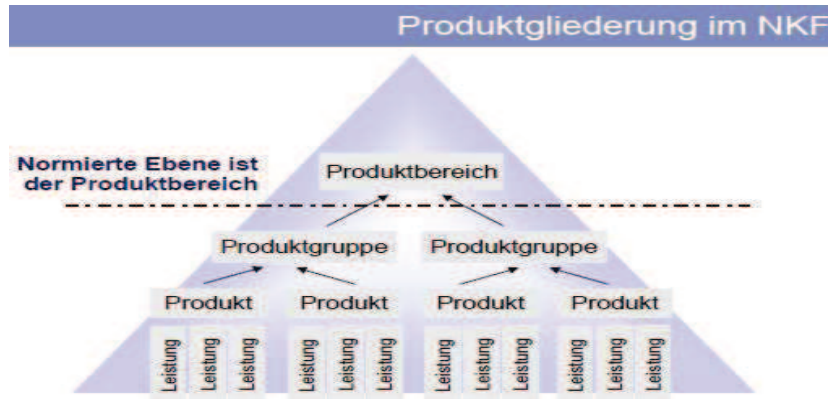 Produktgliederung im NKF
Normierte Ebene ist
der Produktbereich
Produktbereich
Produktgruppe Produktgruppe
Produkt Produkt Produkt Produkt
Leistung Leistung Leistung Leistung Leistung Leistung Leistung Leistung Leistung Leistung Leistung Leistung